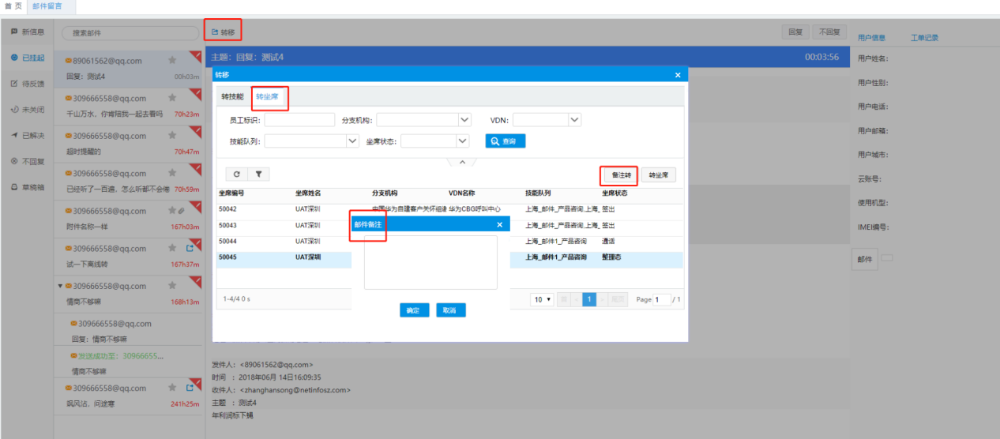 首 页 邮件留言
新信息
已挂起
待反馈
未关闭
已解决
不回复
草稿箱
搜索邮件
89061562@qq.com
回复：测试4 00h03m
309666558@qq.com
千山万水，你肯陪我一起去看吗 70h23m
309666558@qq.com
超时提醒的 70h47m
309666558@qq.com
已经听了一百遍，怎么听都不会倦 70h59m
309666558@qq.com
附件名称一样 167h03m
309666558@qq.com
试一下离线转 167h37m
309666558@qq.com
情商不够嘛 168h13m
309666558@qq.com
回复：情商不够嘛
发送成功至：30966655...
情商不够嘛
309666558@qq.com
飒风沾，问途塞 241h25m
转移 回复 不回复
主题：回复：测试4 00:03:56
转移
转技能 转坐席
员工标识： 分支机构： VDN：
技能队列： 坐席状态： 查询
备注转 转坐席
坐席编号 坐席姓名 分支机构 VDN名称 技能队列 坐席状态
50042 UAT深圳 中国华为自建客户关怀组谢 华为CBG呼叫中心 上海_邮件_产品咨询,上海_ 签出
50043 UAT深圳 上海_邮件_产品咨询,上海_ 签出
50044 UAT深圳 上海_邮件1_产品咨询 通话
50045 UAT深圳 上海_邮件1_产品咨询 整理态
邮件备注
确定 取消
1-4/4 0 s 10 1 Page 1 / 1
发件人：<89061562@qq.com>
时间 ：2018年06月 14日16:09:35
收件人：<zhanghansong@netinfosz.com>
主题 ：测试4
年利润标下蝇
用户信息 工单记录
用户姓名：
用户性别：
用户电话：
用户邮箱：
用户城市：
云账号：
使用机型：
IMEI编号：
邮件